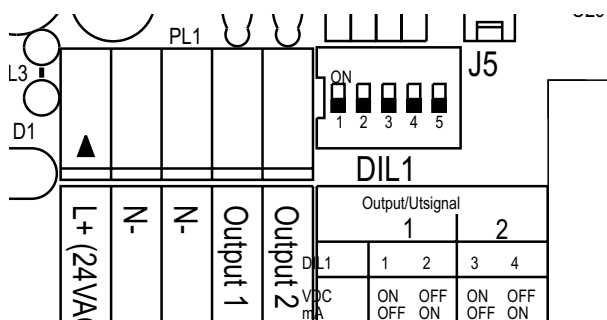 PL1
L3
J5
ON
1 2 3 4 5
D1
DIL1
L+ (24VAC
N-
N-
Output 1
Output 2
Output/Utsignal
1 2
DIL1 1 2 3 4
VDC ON OFF ON OFF
mA OFF ON OFF ON